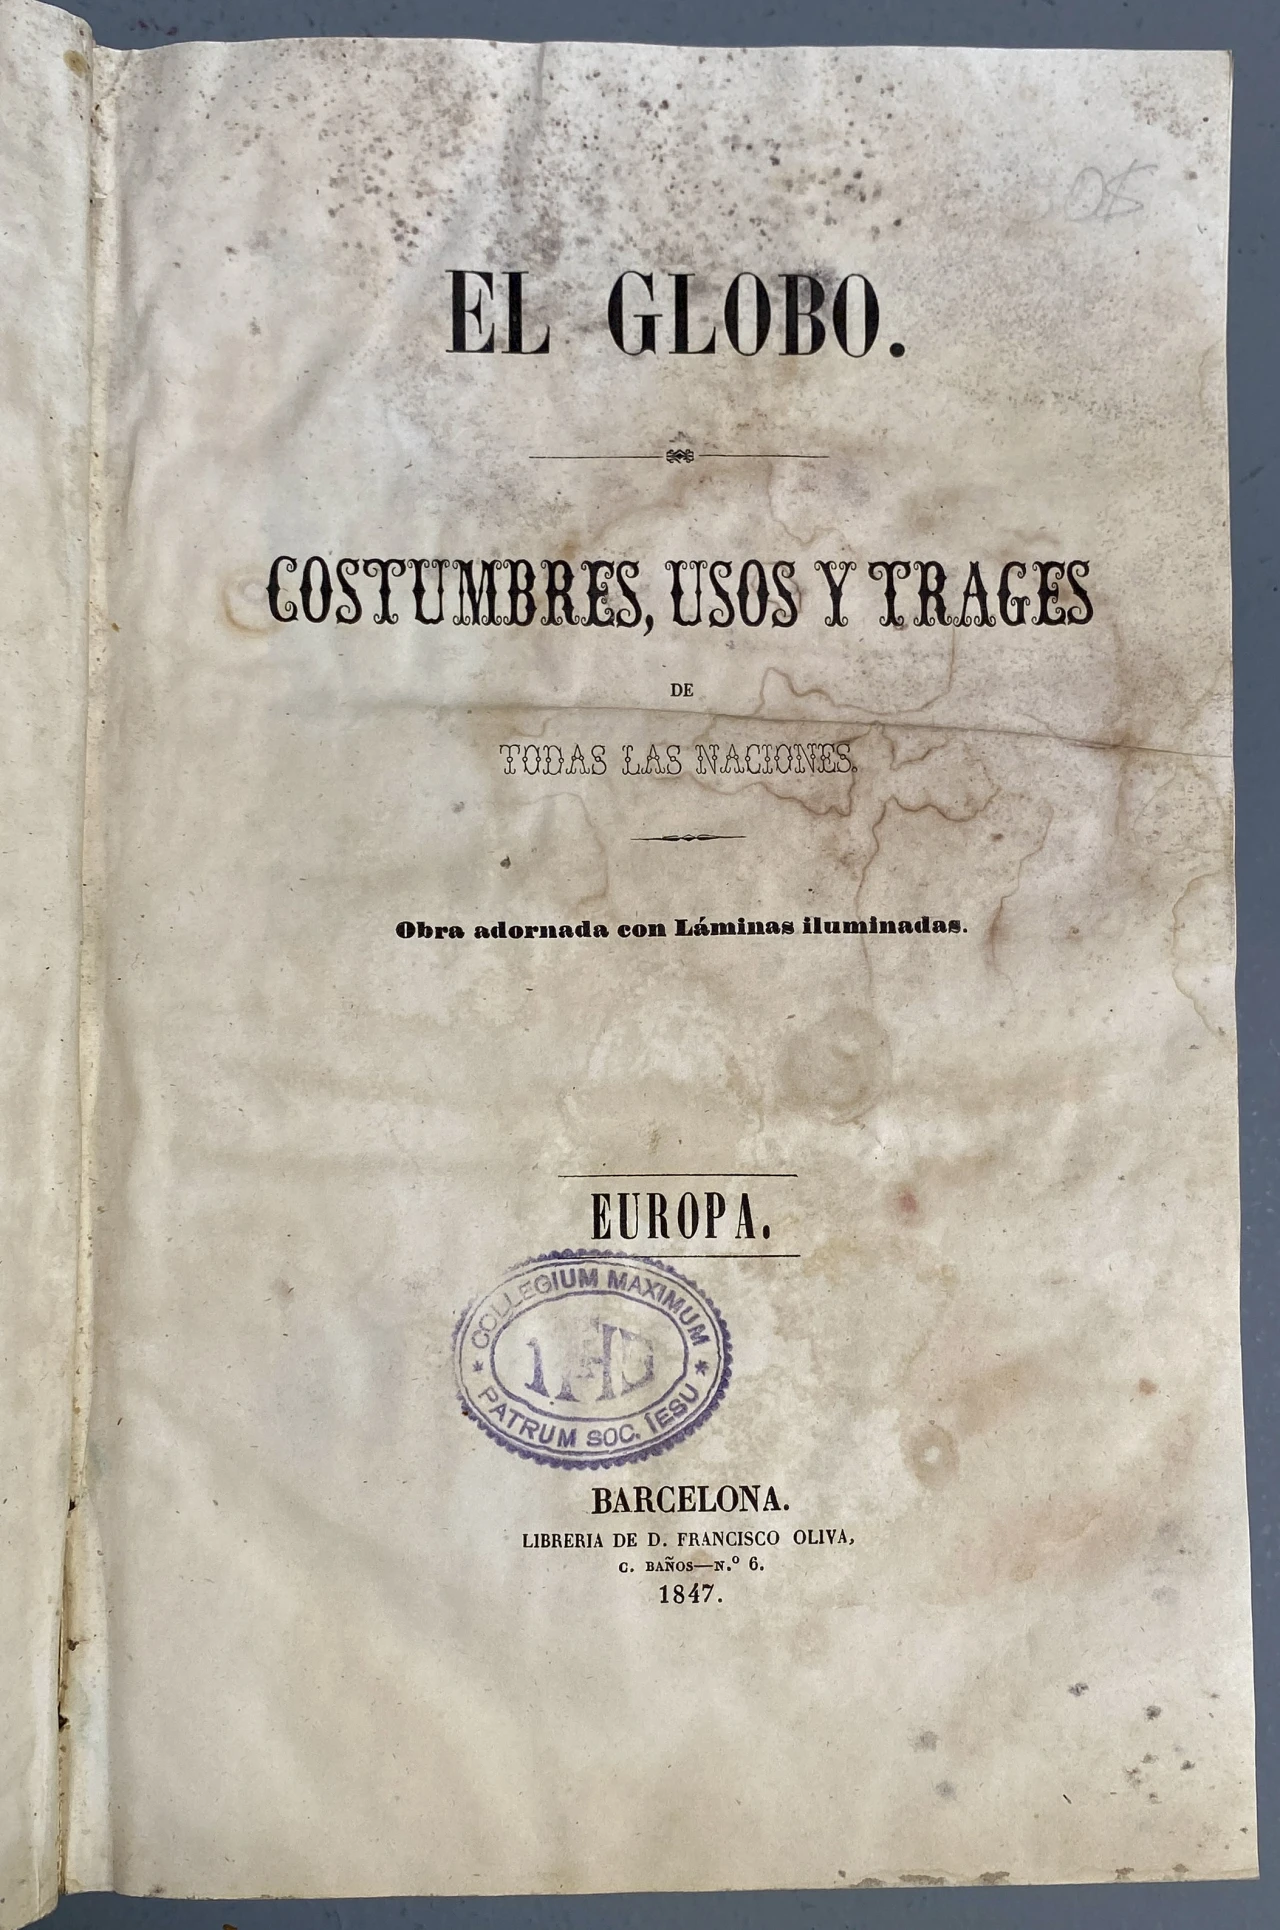 EL GLOBO.
COSTUMBRES, USOS Y TRAGES
DE
TODAS LAS NACIONES.
Obra adornada con Láminas iluminadas.
EUROPA.
COLLEGIUM MAXIMUM
PATRUM SOC. IESU
BARCELONA.
LIBRERIA DE D. FRANCISCO OLIVA,
C. BAÑOS—N.º 6.
1847.